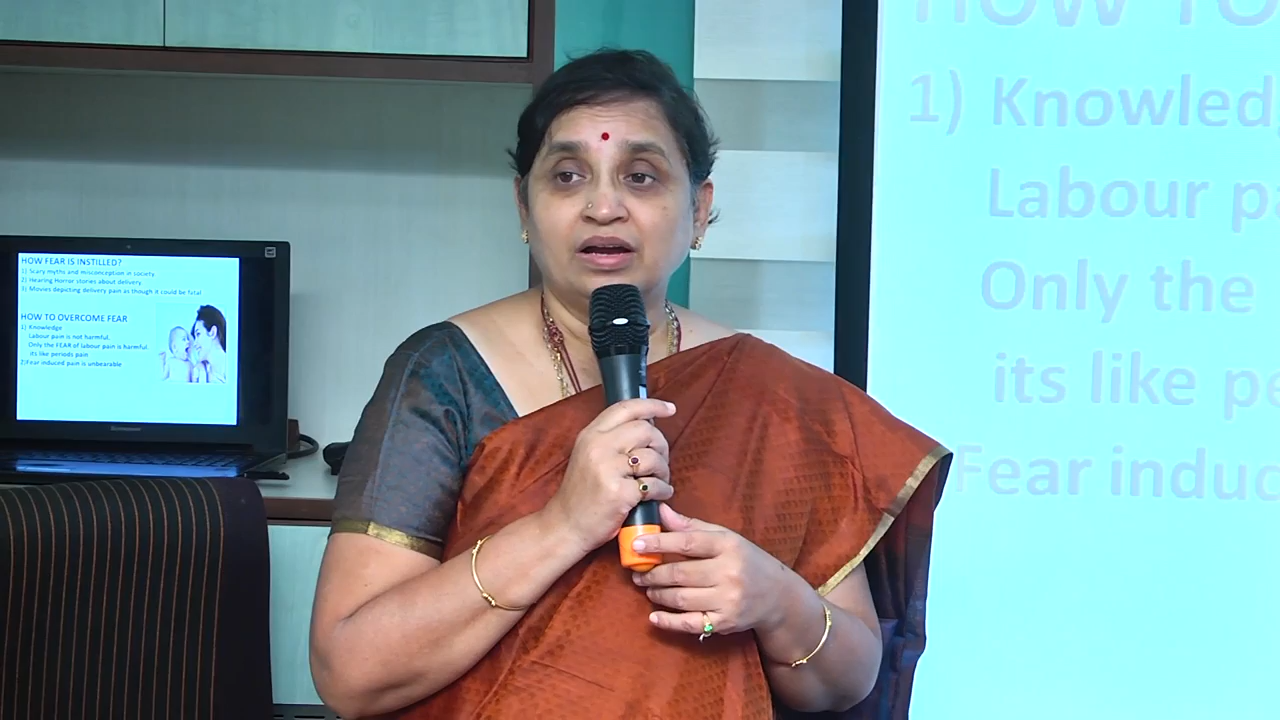 HOW FEAR IS INSTILLED?
1) Scary myths and misconception in society
2) Hearing Horror stories about delivery
3) Movies depicting delivery pain as though it could be fatal
HOW TO OVERCOME FEAR
1) Knowledge
Labour pain is not harmful,
Only the FEAR of labour pain is harmful,
its like periods pain
2)Fear induced pain is unbearable
HOW TO
1) Knowled
Labour pa
Only the
its like pe
Fear induc